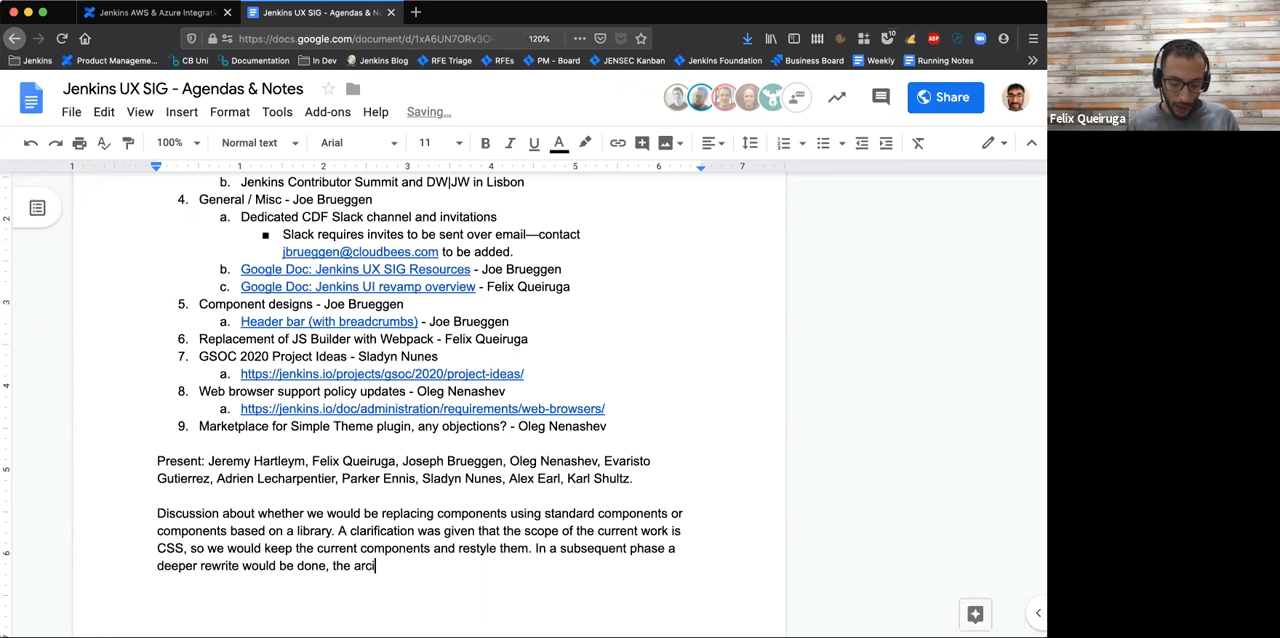 Jenkins AWS & Azure Integrati
Jenkins UX SIG - Agendas & No
https://docs.google.com/document/d/1xA6UN7ORv3O
120%
Jenkins
Product Manageme...
CB Uni
Documentation
In Dev
Jenkins Blog
RFE Triage
RFEs
PM - Board
JENSEC Kanban
Jenkins Foundation
Business Board
Weekly
Running Notes
Jenkins UX SIG - Agendas & Notes
File Edit View Insert Format Tools Add-ons Help Saving...
Share
100% Normal text Arial 11
1 1 2 3 4 5 6 7
b. Jenkins Contributor Summit and DW|JW in Lisbon
4. General / Misc - Joe Brueggen
a. Dedicated CDF Slack channel and invitations
■ Slack requires invites to be sent over email—contact
jbrueggen@cloudbees.com to be added.
b. Google Doc: Jenkins UX SIG Resources - Joe Brueggen
c. Google Doc: Jenkins UI revamp overview - Felix Queiruga
5. Component designs - Joe Brueggen
a. Header bar (with breadcrumbs) - Joe Brueggen
6. Replacement of JS Builder with Webpack - Felix Queiruga
7. GSOC 2020 Project Ideas - Sladyn Nunes
a. https://jenkins.io/projects/gsoc/2020/project-ideas/
8. Web browser support policy updates - Oleg Nenashev
a. https://jenkins.io/doc/administration/requirements/web-browsers/
9. Marketplace for Simple Theme plugin, any objections? - Oleg Nenashev
Present: Jeremy Hartleym, Felix Queiruga, Joseph Brueggen, Oleg Nenashev, Evaristo
Gutierrez, Adrien Lecharpentier, Parker Ennis, Sladyn Nunes, Alex Earl, Karl Shultz.
Discussion about whether we would be replacing components using standard components or
components based on a library. A clarification was given that the scope of the current work is
CSS, so we would keep the current components and restyle them. In a subsequent phase a
deeper rewrite would be done, the arci
Felix Queiruga